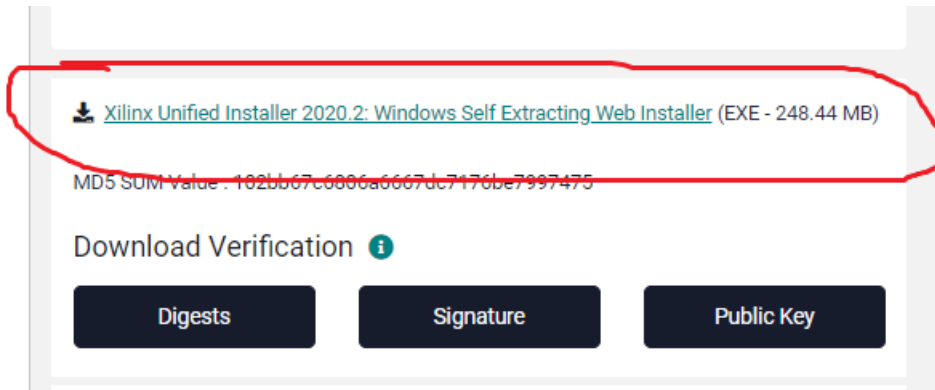 Xilinx Unified Installer 2020.2: Windows Self Extracting Web Installer (EXE - 248.44 MB)
MD5 SUM Value :
Download Verification
Digests
Signature
Public Key